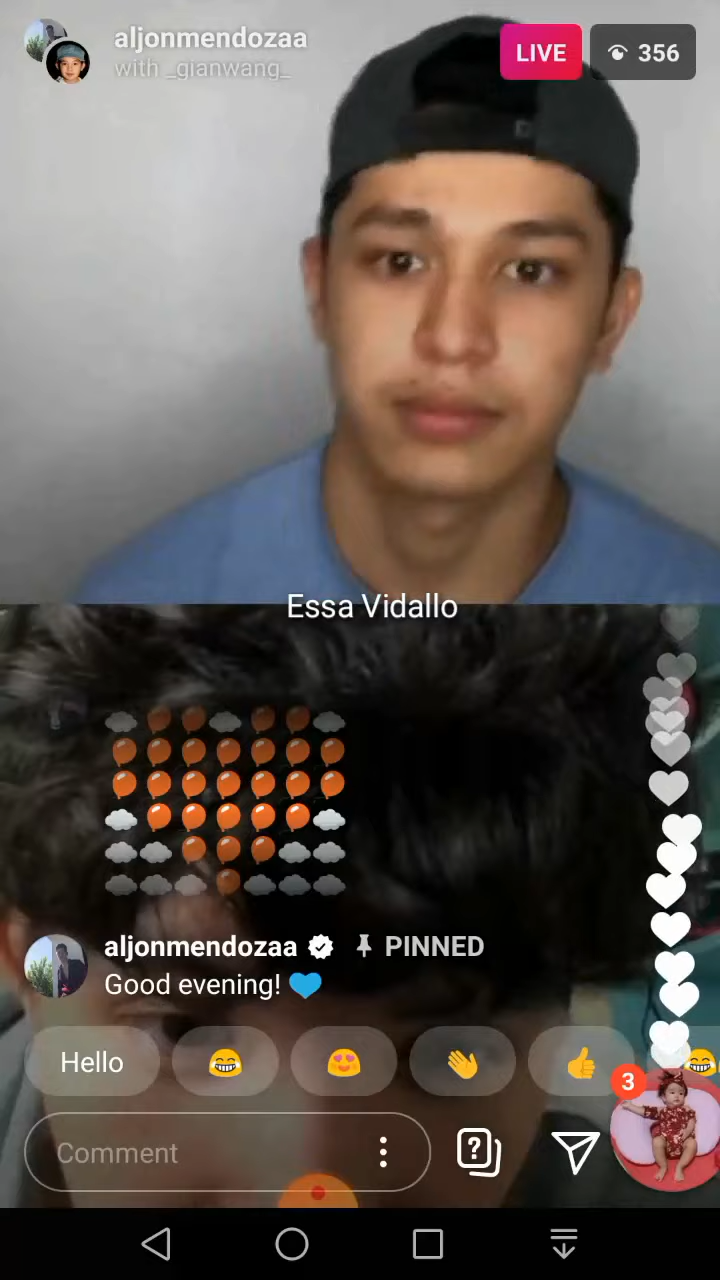 aljonmendozaa
with _gianwang_
LIVE
356
Essa Vidallo
aljonmendozaa PINNED
Good evening! 💙
Hello
3
Comment